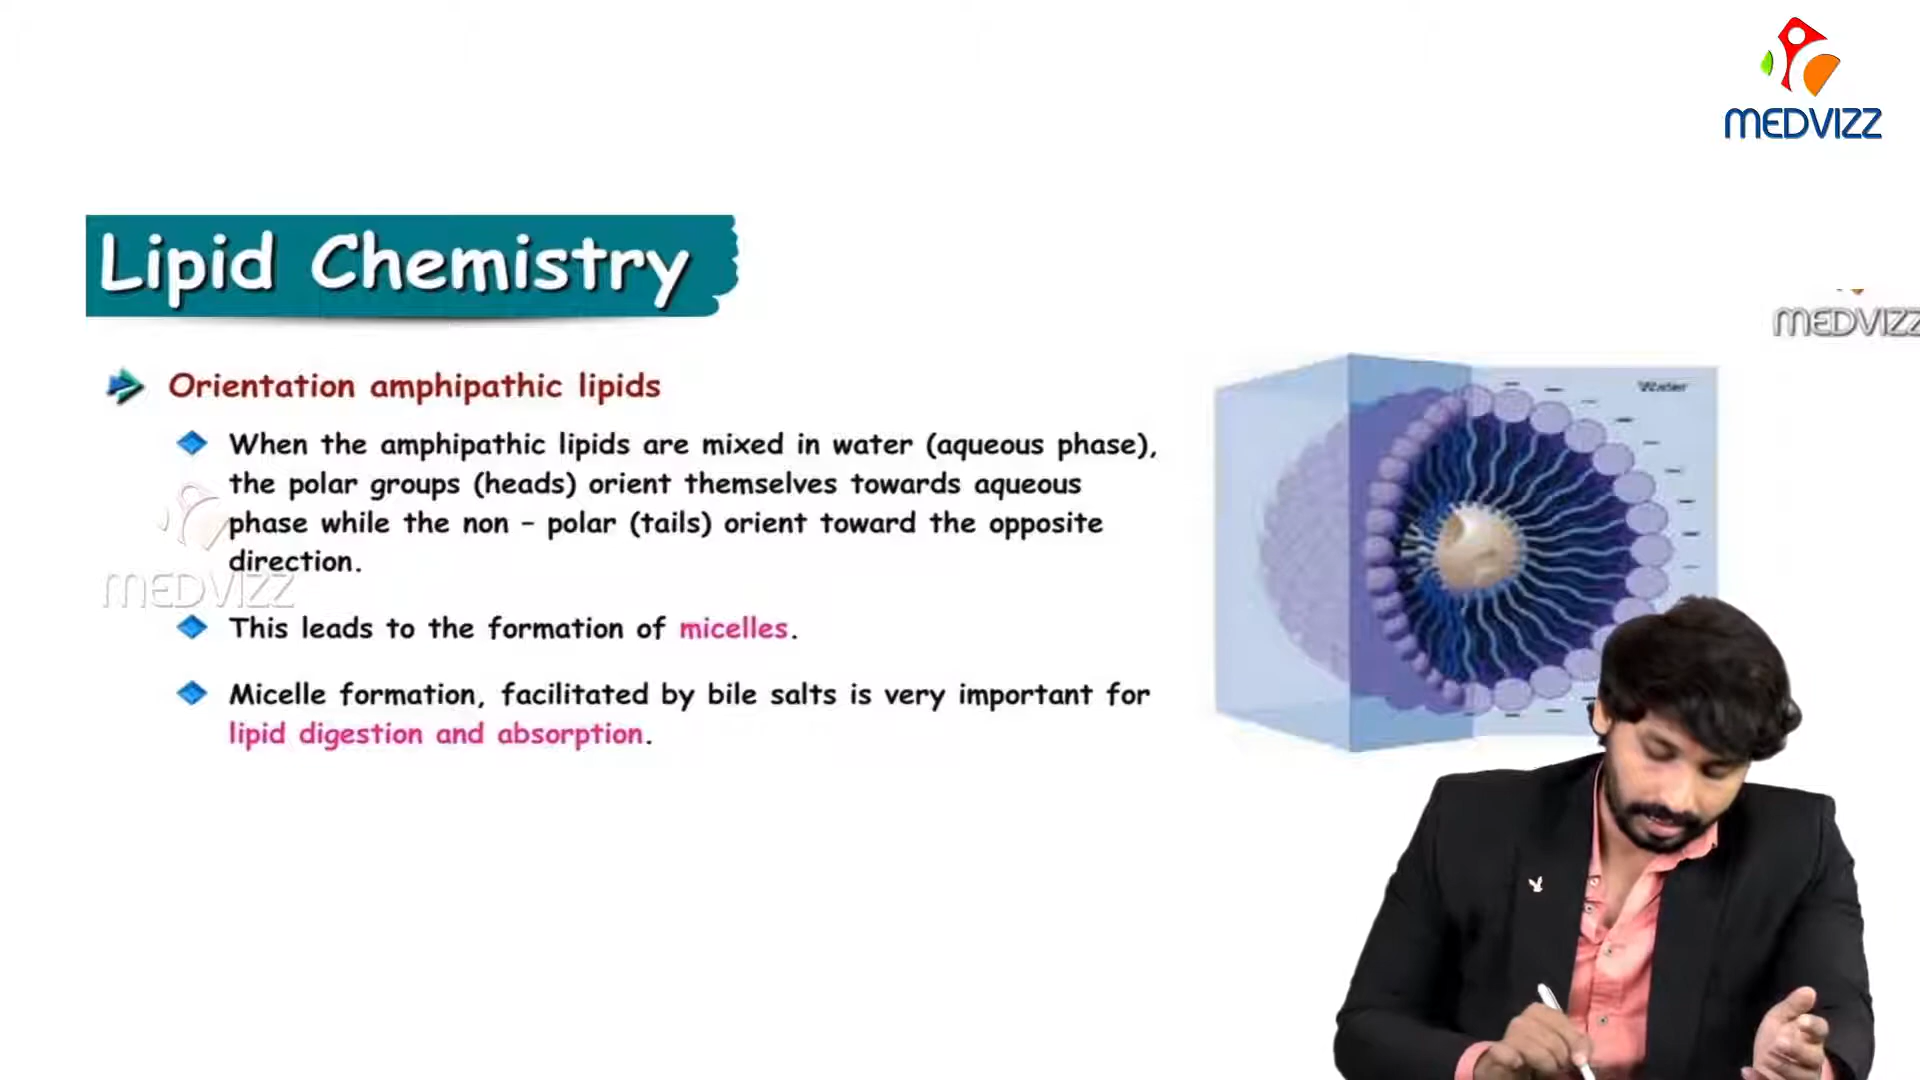 MEDVIZZ
Lipid Chemistry
MEDVIZZ
Orientation amphipathic lipids
Water
When the amphipathic lipids are mixed in water (aqueous phase),
the polar groups (heads) orient themselves towards aqueous
phase while the non – polar (tails) orient toward the opposite
direction.
MEDVIZZ
This leads to the formation of micelles.
Micelle formation, facilitated by bile salts is very important for
lipid digestion and absorption.